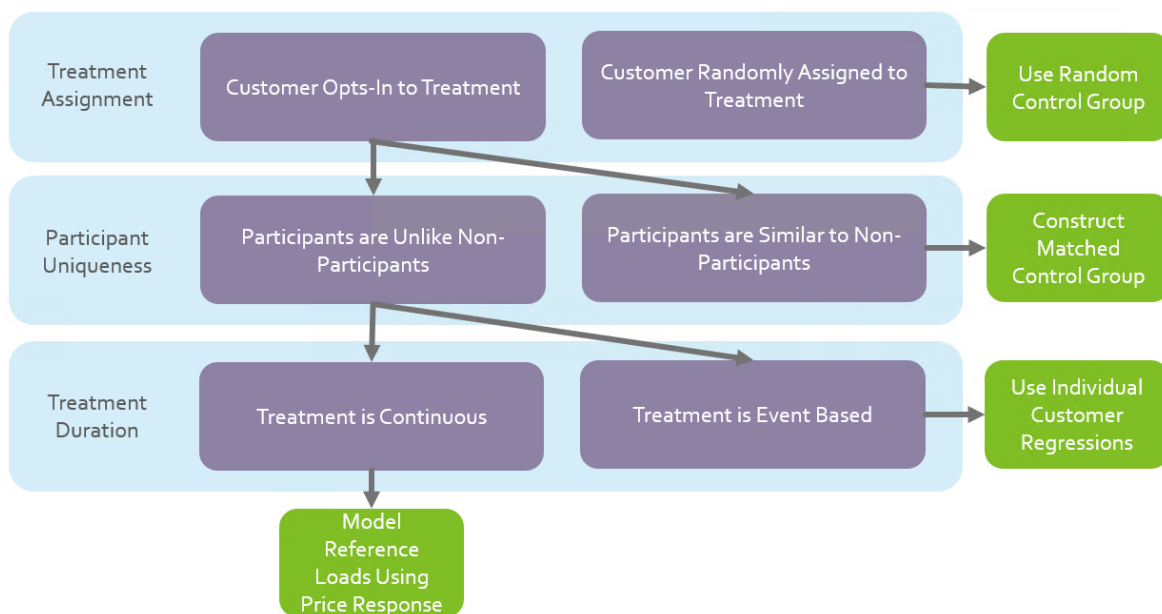 Treatment
Assignment
Customer Opts-In to Treatment
Customer Randomly Assigned to
Treatment
Use Random
Control Group
Participant
Uniqueness
Participants are Unlike Non-
Participants
Participants are Similar to Non-
Participants
Construct
Matched
Control Group
Treatment
Duration
Treatment is Continuous
Treatment is Event Based
Use Individual
Customer
Regressions
Model
Reference
Loads Using
Price Response